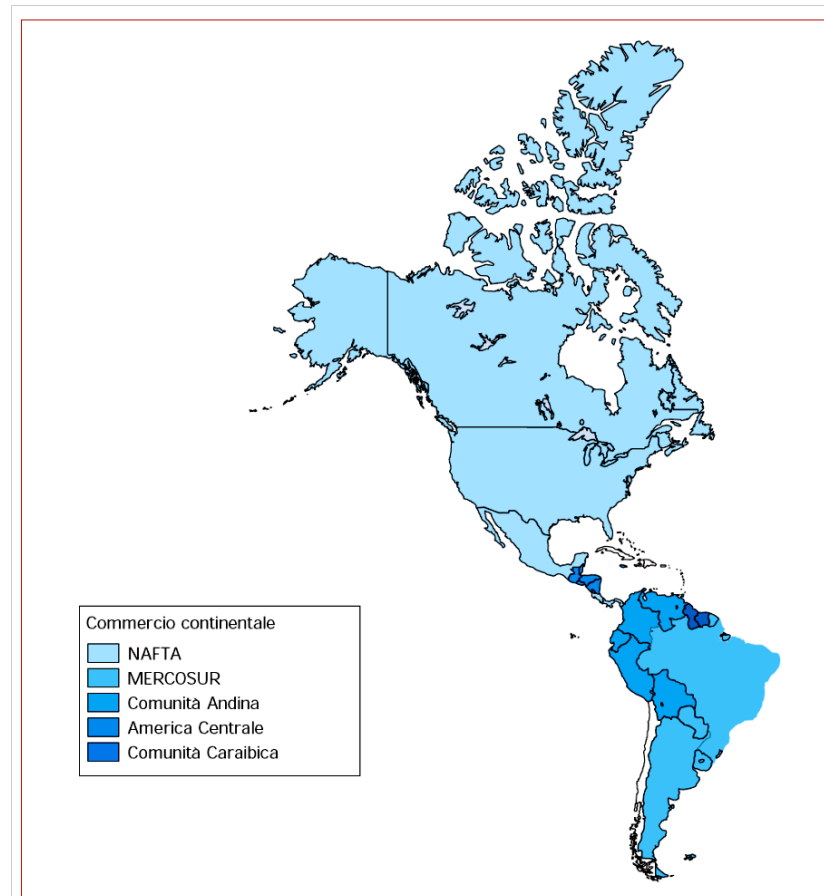 Commercio continentale
NAFTA
MERCOSUR
Comunità Andina
America Centrale
Comunità Caraibica